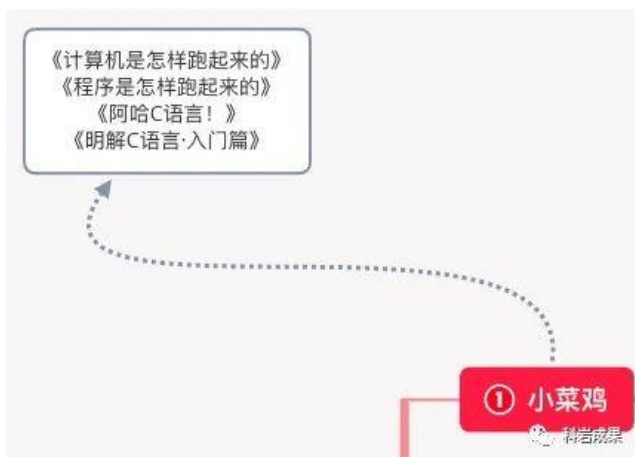 《计算机是怎样跑起来的》
《程序是怎样跑起来的》
《阿哈C语言！》
《明解C语言·入门篇》
① 小菜鸡
科岩成果